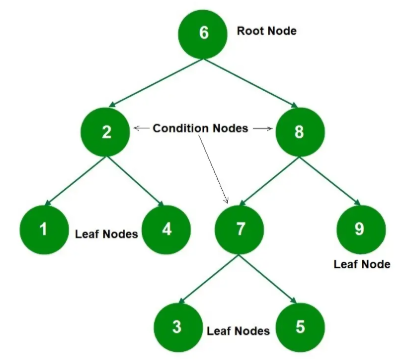 6 Root Node
2 Condition Nodes 8
1 Leaf Nodes 4 7 9
Leaf Node
3 Leaf Nodes 5